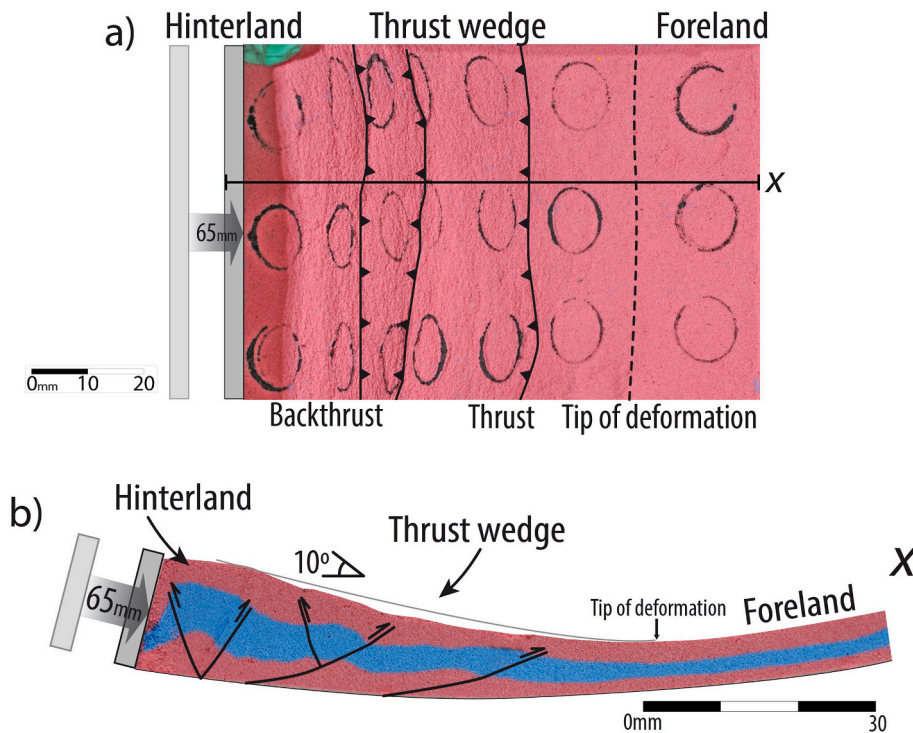 Hinterland Thrust wedge Foreland
a)
x
65mm
0mm 10 20
Backthrust Thrust Tip of deformation
b)
Hinterland
Thrust wedge
10º
x
65mm
Tip of deformation
Foreland
0mm 30